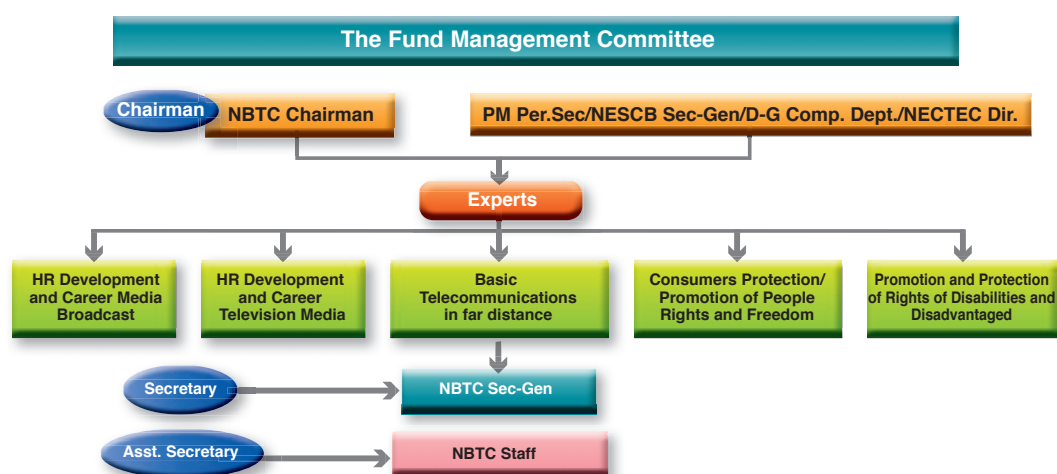 The Fund Management Committee
Chairman
NBTC Chairman
PM Per.Sec/NESCB Sec-Gen/D-G Comp. Dept./NECTEC Dir.
Experts
HR Development
and Career Media
Broadcast
HR Development
and Career
Television Media
Basic
Telecommunications
in far distance
Consumers Protection/
Promotion of People
Rights and Freedom
Promotion and Protection
of Rights of Disabilities and
Disadvantaged
Secretary
NBTC Sec-Gen
Asst. Secretary
NBTC Staff